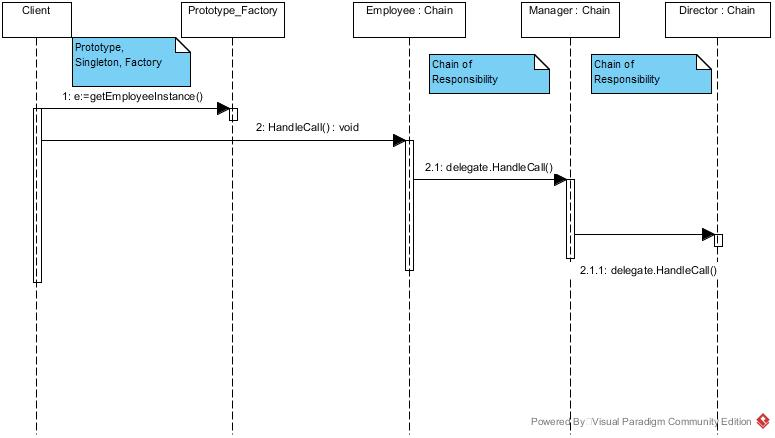 Client
Prototype_Factory
Employee : Chain
Manager : Chain
Director : Chain
Prototype,
Singleton, Factory
Chain of
Responsibility
Chain of
Responsibility
1: e:=getEmployeeInstance()
2: HandleCall() : void
2.1: delegate.HandleCall()
2.1.1: delegate.HandleCall()
Powered By Visual Paradigm Community Edition